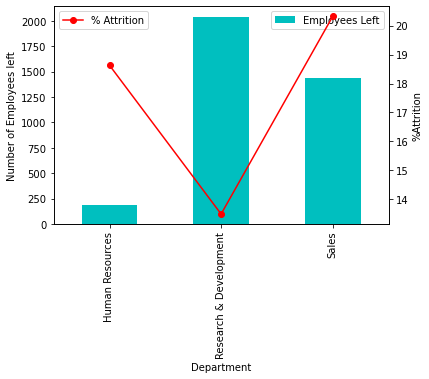 % Attrition
Employees Left
2000
1750
1500
1250
1000
750
500
250
0
Number of Employees left
20
19
18
17
16
15
14
%Attrition
Human Resources
Research & Development
Sales
Department